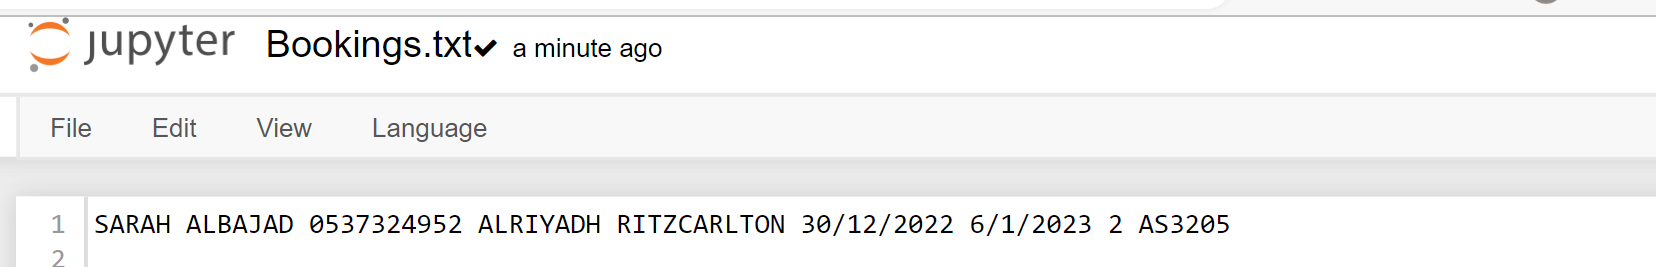 jupyter Bookings.txt✔ a minute ago
File Edit View Language
1 SARAH ALBAJAD 0537324952 ALRIYADH RITZCARLTON 30/12/2022 6/1/2023 2 AS3205
2